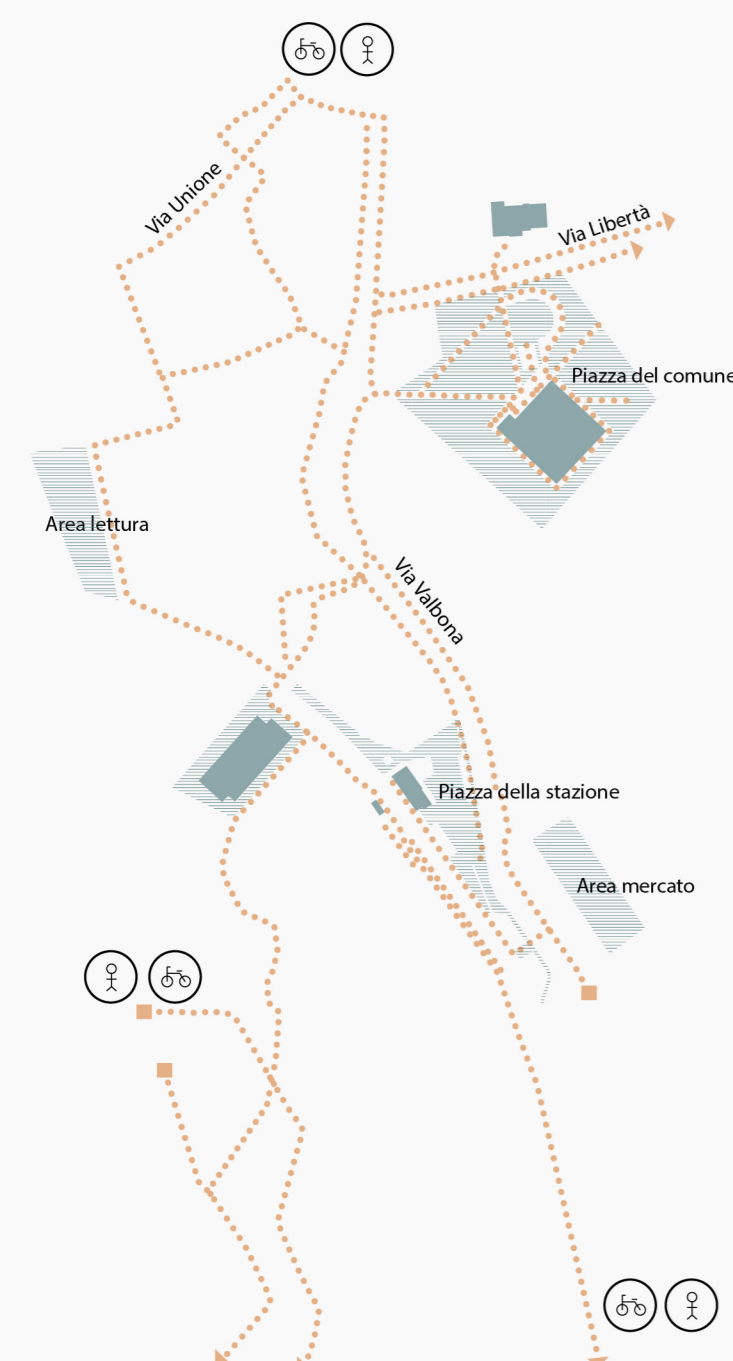 Via Unione
Via Libertà
Piazza del comune
Area lettura
Via Valbona
Piazza della stazione
Area mercato